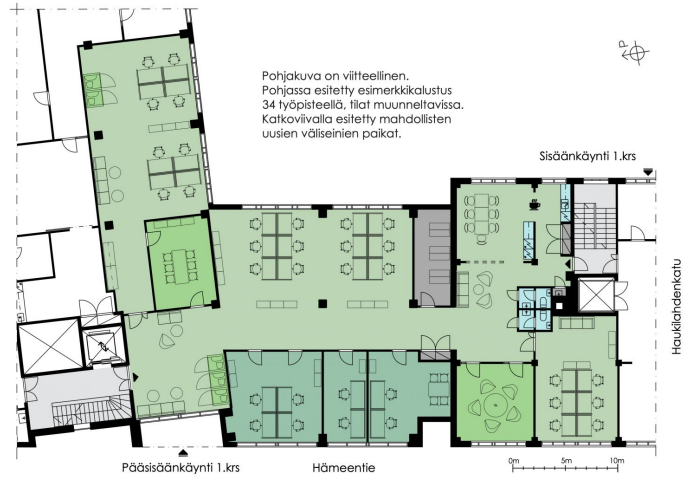 Pohjakuva on viitteellinen.
Pohjassa esitetty esimerkkikalustus
34 työpisteellä, tilat muunneltavissa.
Katkoviivalla esitetty mahdollisten
uusien väliseinien paikat.
P
Sisäänkäynti 1.krs
Haukilahdenkatu
Pääsisäänkäynti 1.krs
Hämeentie
0m 5m 10m